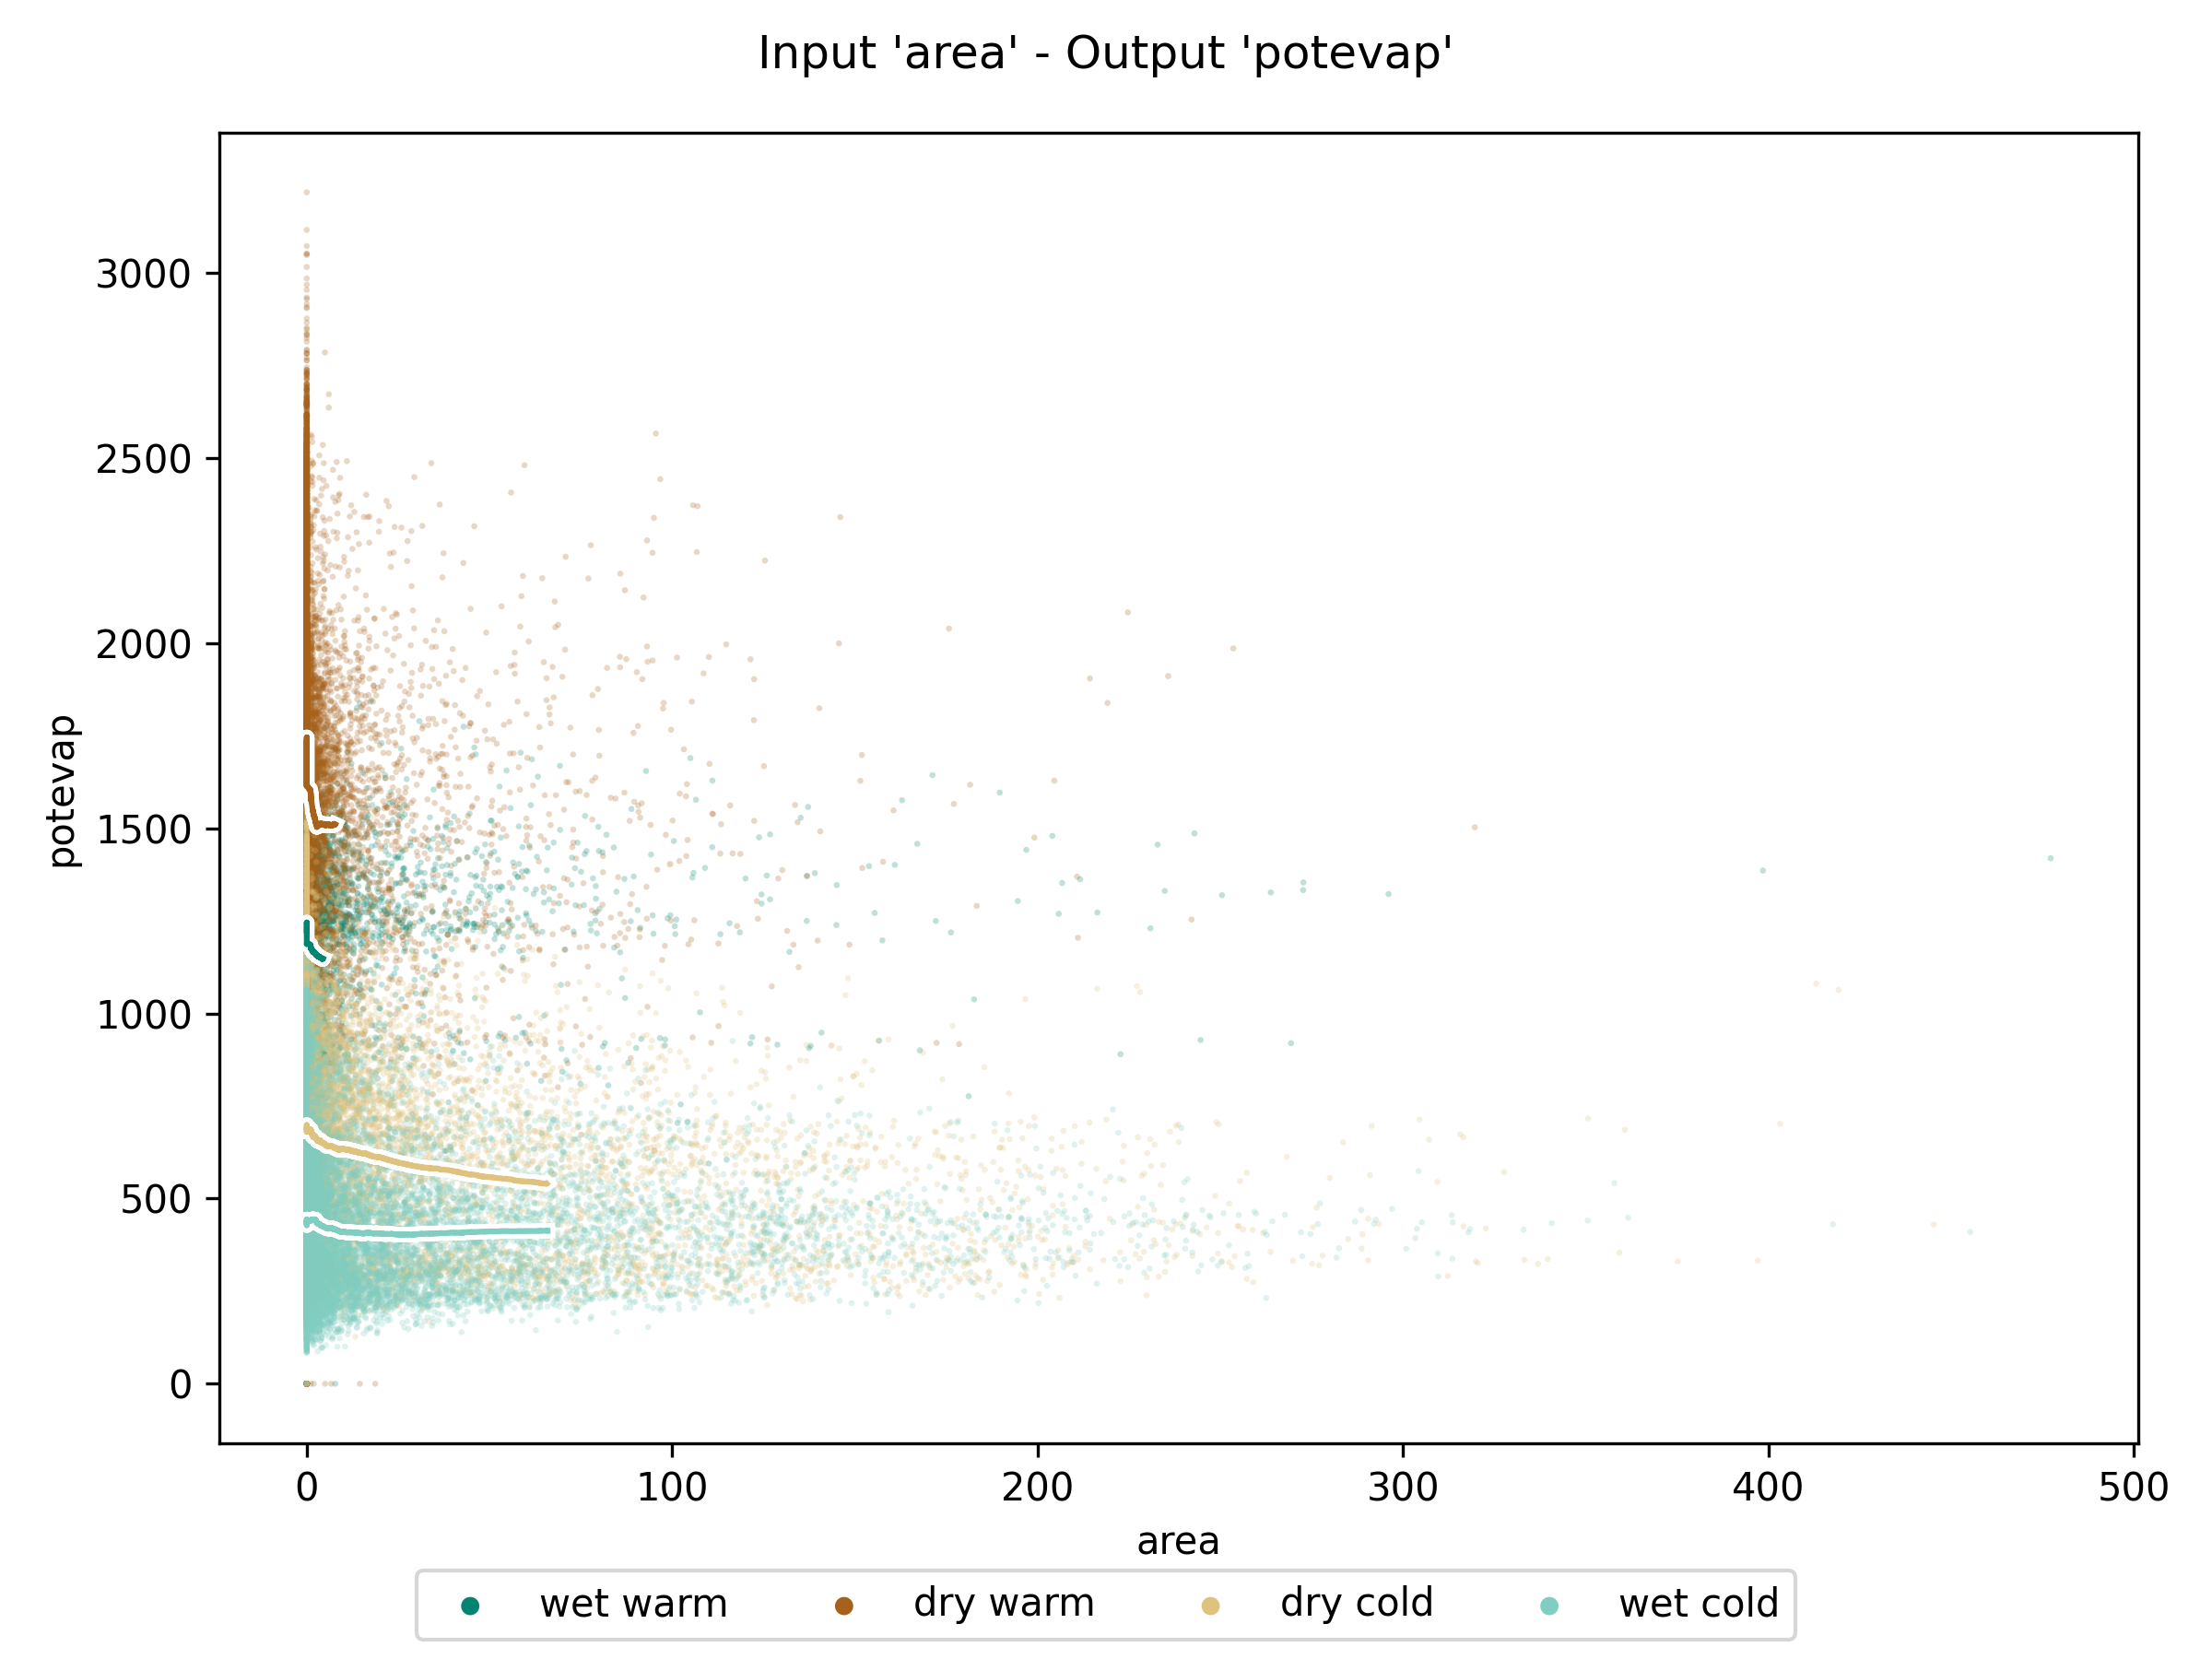 Input 'area' - Output 'potevap'
potevap
3000
2500
2000
1500
1000
500
0
0 100 200 300 400 500
area
wet warm dry warm dry cold wet cold